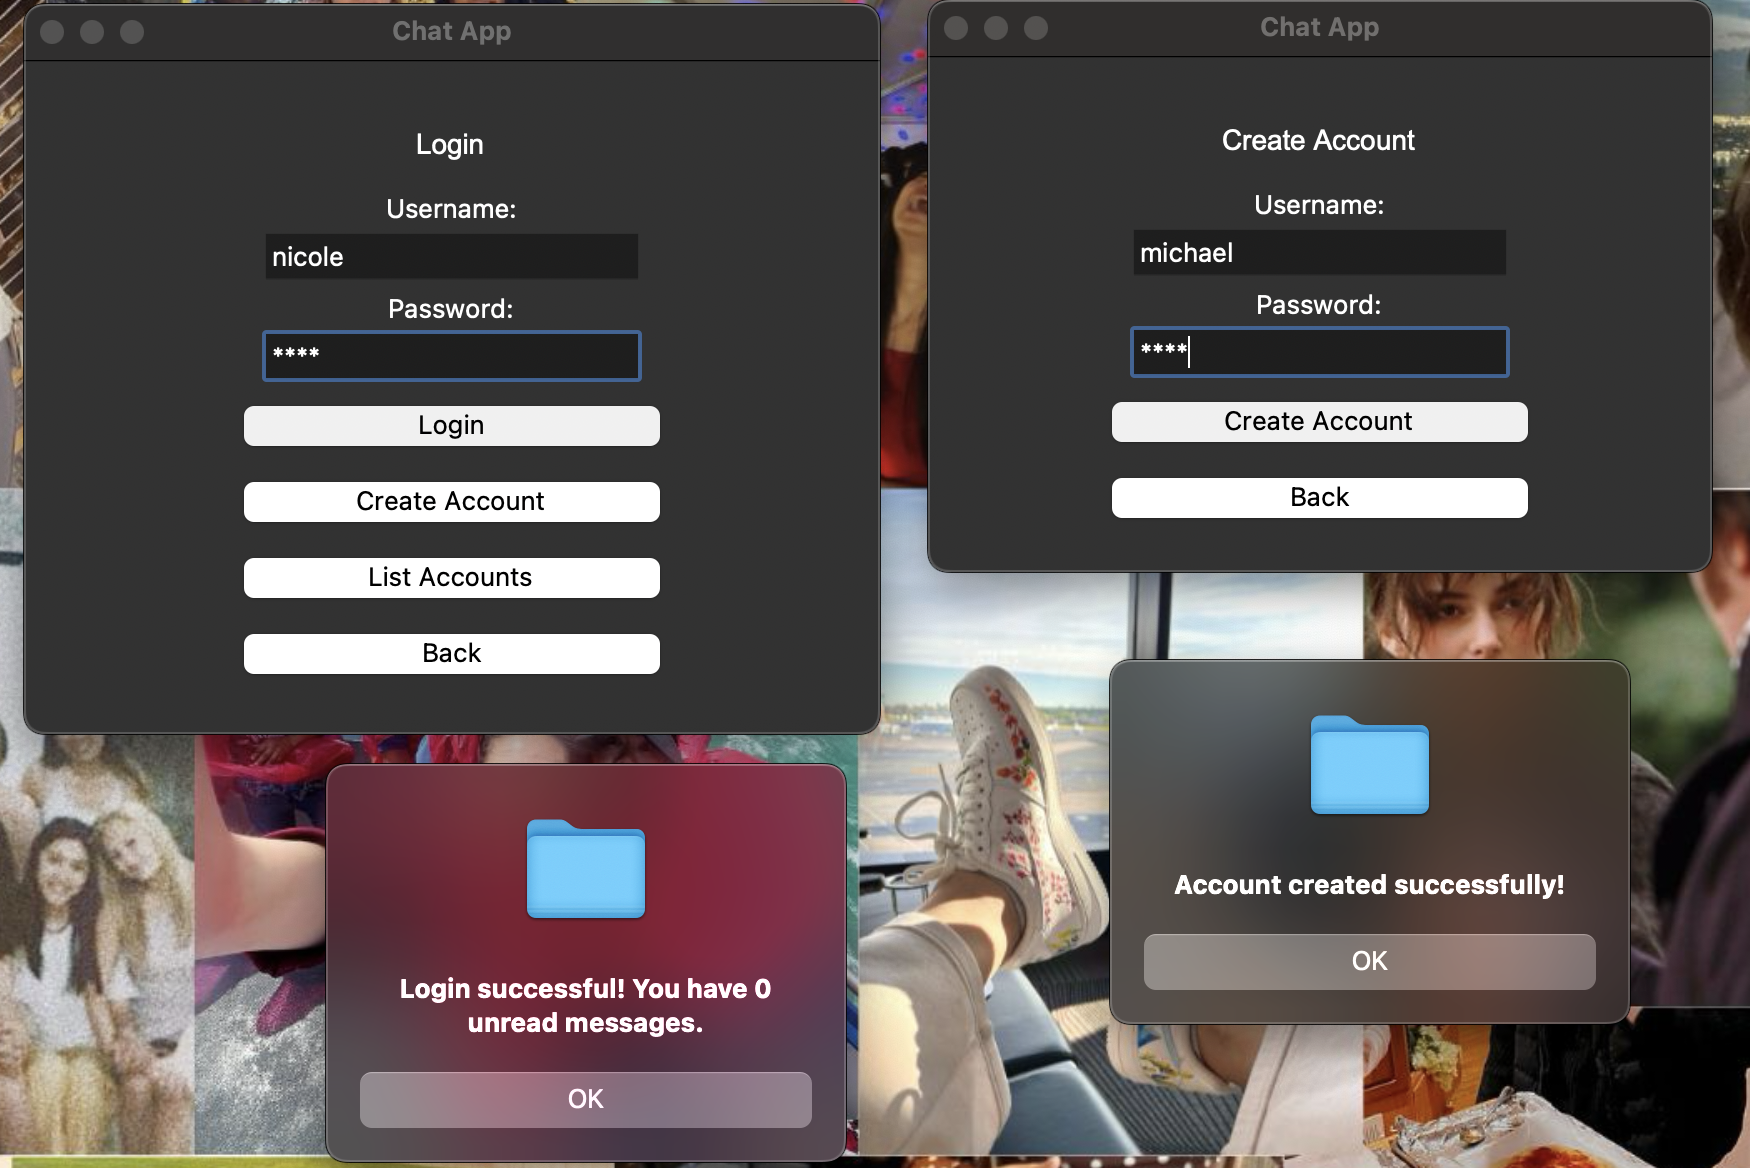 Chat App
Login
Username:
nicole
Password:
****
Login
Create Account
List Accounts
Back
Login successful! You have 0
unread messages.
OK
Chat App
Create Account
Username:
michael
Password:
****
Create Account
Back
Account created successfully!
OK